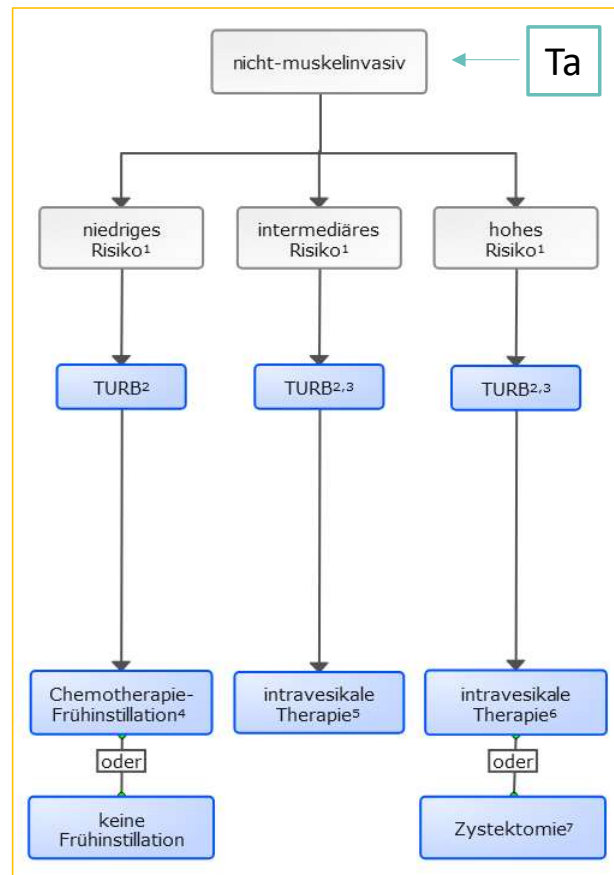 nicht-muskelinvasiv
Ta
niedriges
Risiko¹
intermediäres
Risiko¹
hohes
Risiko¹
TURB²
TURB²,³
TURB²,³
Chemotherapie-
Frühinstillation⁴
intravesikale
Therapie⁵
intravesikale
Therapie⁶
oder
oder
keine
Frühinstillation
Zystektomie⁷